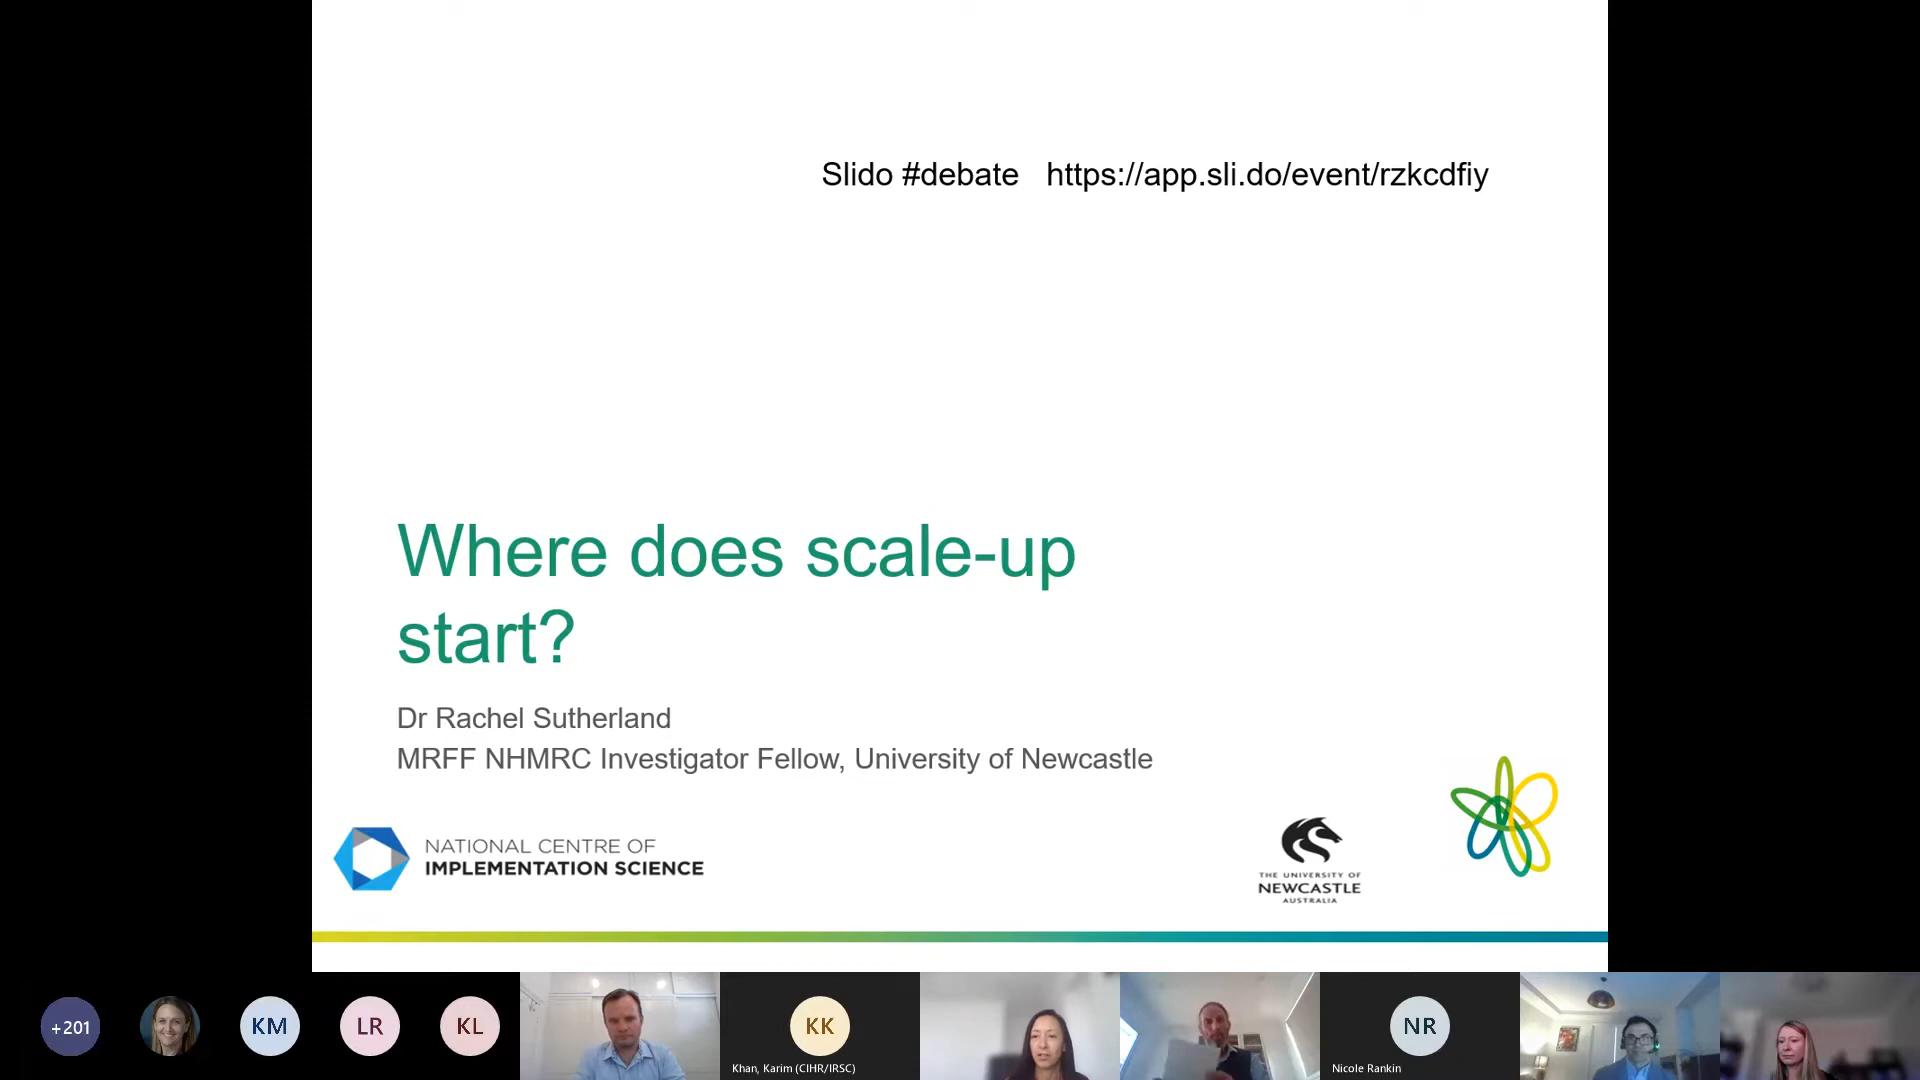 Slido #debate https://app.sli.do/event/rzkcdfiy
Where does scale-up
start?
Dr Rachel Sutherland
MRFF NHMRC Investigator Fellow, University of Newcastle
NATIONAL CENTRE OF
IMPLEMENTATION SCIENCE
THE UNIVERSITY OF
NEWCASTLE
AUSTRALIA
+201
KM
LR
KL
KK
Khan, Karim (CIHR/IRSC)
NR
Nicole Rankin